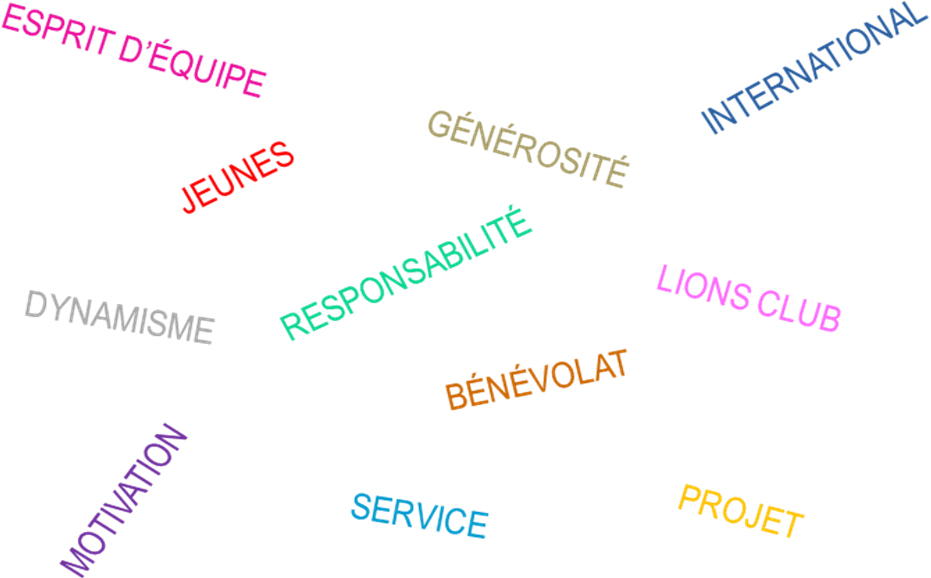 ESPRIT D’ÉQUIPE
INTERNATIONAL
GÉNÉROSITÉ
JEUNES
RESPONSABILITÉ
LIONS CLUB
DYNAMISME
BÉNÉVOLAT
MOTIVATION
SERVICE
PROJET